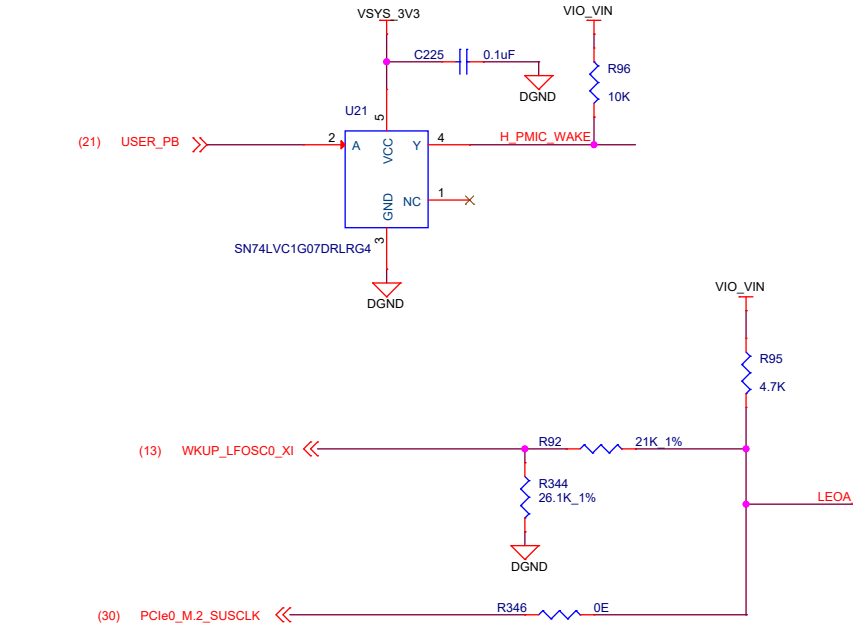 VSYS_3V3
VIO_VIN
C225
0.1uF
R96
10K
DGND
U21
5
(21)
USER_PB
2
A
VCC
Y
4
H_PMIC_WAKE
GND
NC
1
3
SN74LVC1G07DRLRG4
DGND
VIO_VIN
R95
4.7K
(13)
WKUP_LFOSC0_XI
R92
21K_1%
R344
26.1K_1%
LEOA
DGND
(30)
PCIe0_M.2_SUSCLK
R346
0E